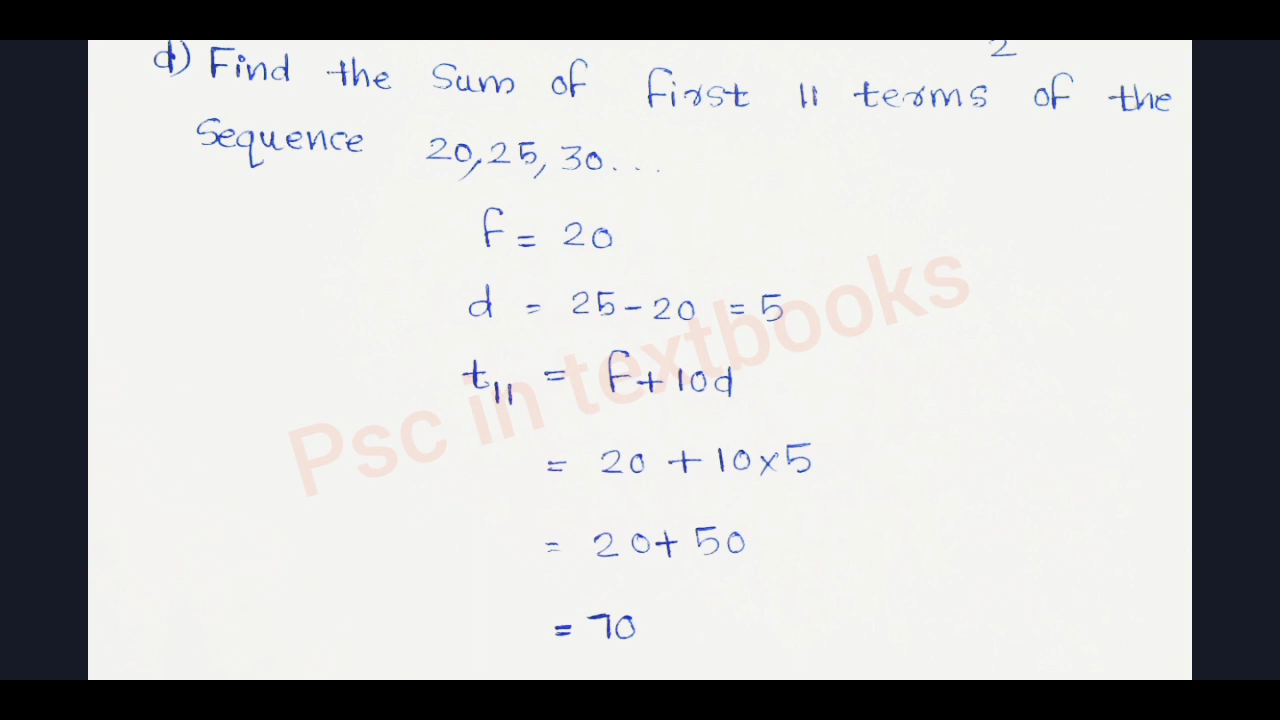 2
d) Find the sum of first 11 terms of the
sequence 20, 25, 30...
f = 20
d = 25 - 20 = 5
t₁₁ = f + 10d
= 20 + 10 × 5
= 20 + 50
= 70
Psc in textbooks